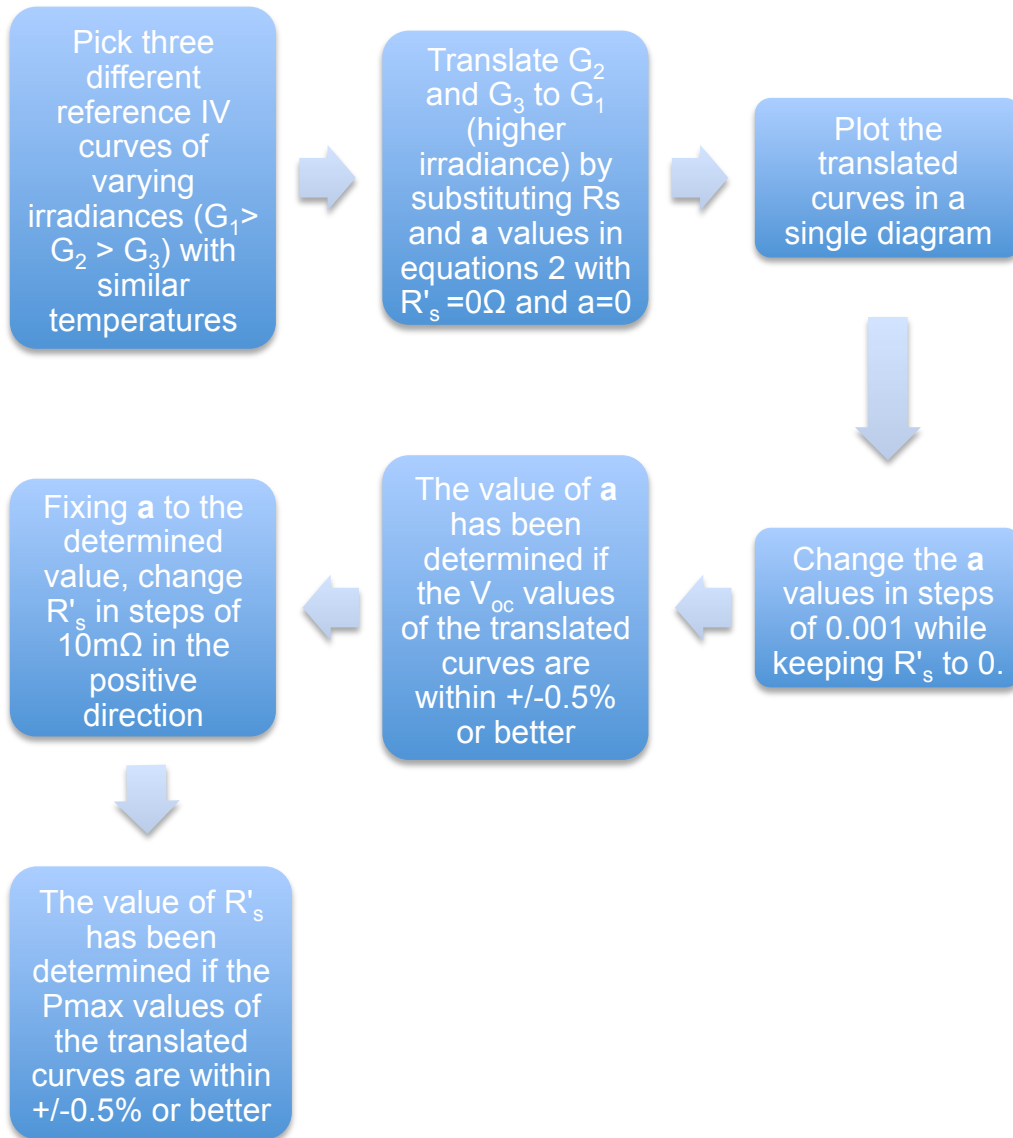 Pick three
different
reference IV
curves of
varying
irradiances (G₁>
G₂ > G₃) with
similar
temperatures
Translate G₂
and G₃ to G₁
(higher
irradiance) by
substituting Rs
and a values in
equations 2 with
R'ₛ =0Ω and a=0
Plot the
translated
curves in a
single diagram
Change the a
values in steps
of 0.001 while
keeping R'ₛ to 0.
The value of a
has been
determined if
the Vₒc values
of the translated
curves are
within +/-0.5%
or better
Fixing a to the
determined
value, change
R'ₛ in steps of
10mΩ in the
positive
direction
The value of R'ₛ
has been
determined if the
Pmax values of
the translated
curves are within
+/-0.5% or better